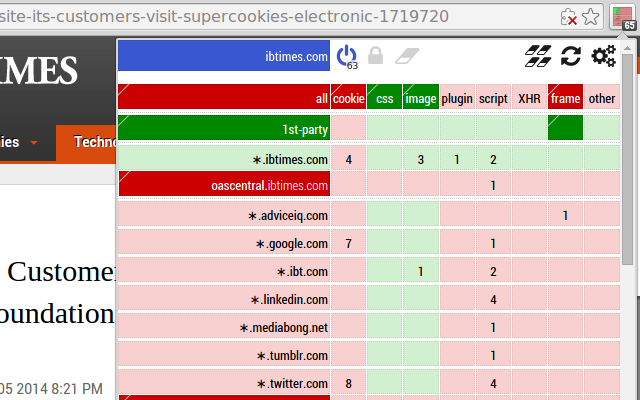 site-its-customers-visit-supercookies-electronic-1719720
65
TIMES
ibtimes.com 63
all cookie css image plugin script XHR frame other
1st-party
∗.ibtimes.com 4 3 1 2
oascentral.ibtimes.com 1
∗.adviceiq.com 1
∗.google.com 7 1
∗.ibt.com 1 2
∗.linkedin.com 4
∗.mediabong.net 1
∗.tumblr.com 1
∗.twitter.com 8 4
nies
Techno
Customer
oundation
05 2014 8:21 PM